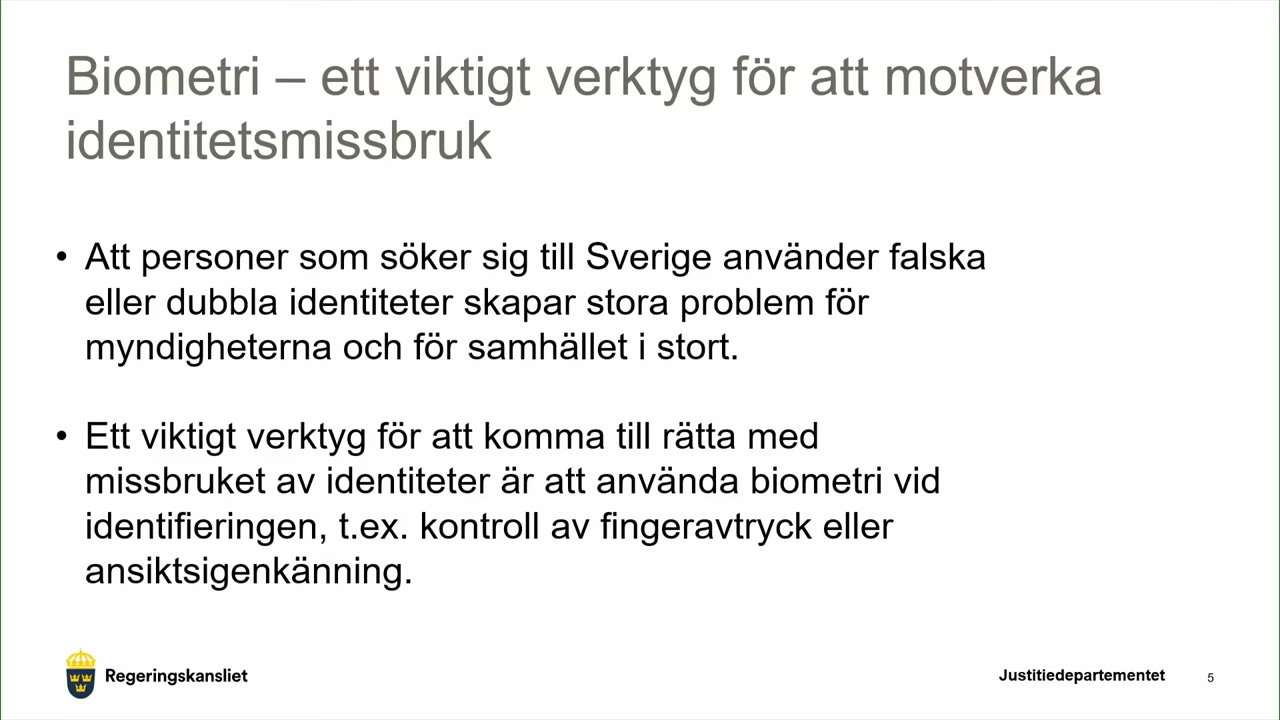 Biometri – ett viktigt verktyg för att motverka
identitetsmissbruk
• Att personer som söker sig till Sverige använder falska
eller dubbla identiteter skapar stora problem för
myndigheterna och för samhället i stort.
• Ett viktigt verktyg för att komma till rätta med
missbruket av identiteter är att använda biometri vid
identifieringen, t.ex. kontroll av fingeravtryck eller
ansiktsigenkänning.
Regeringskansliet
Justitiedepartementet
5